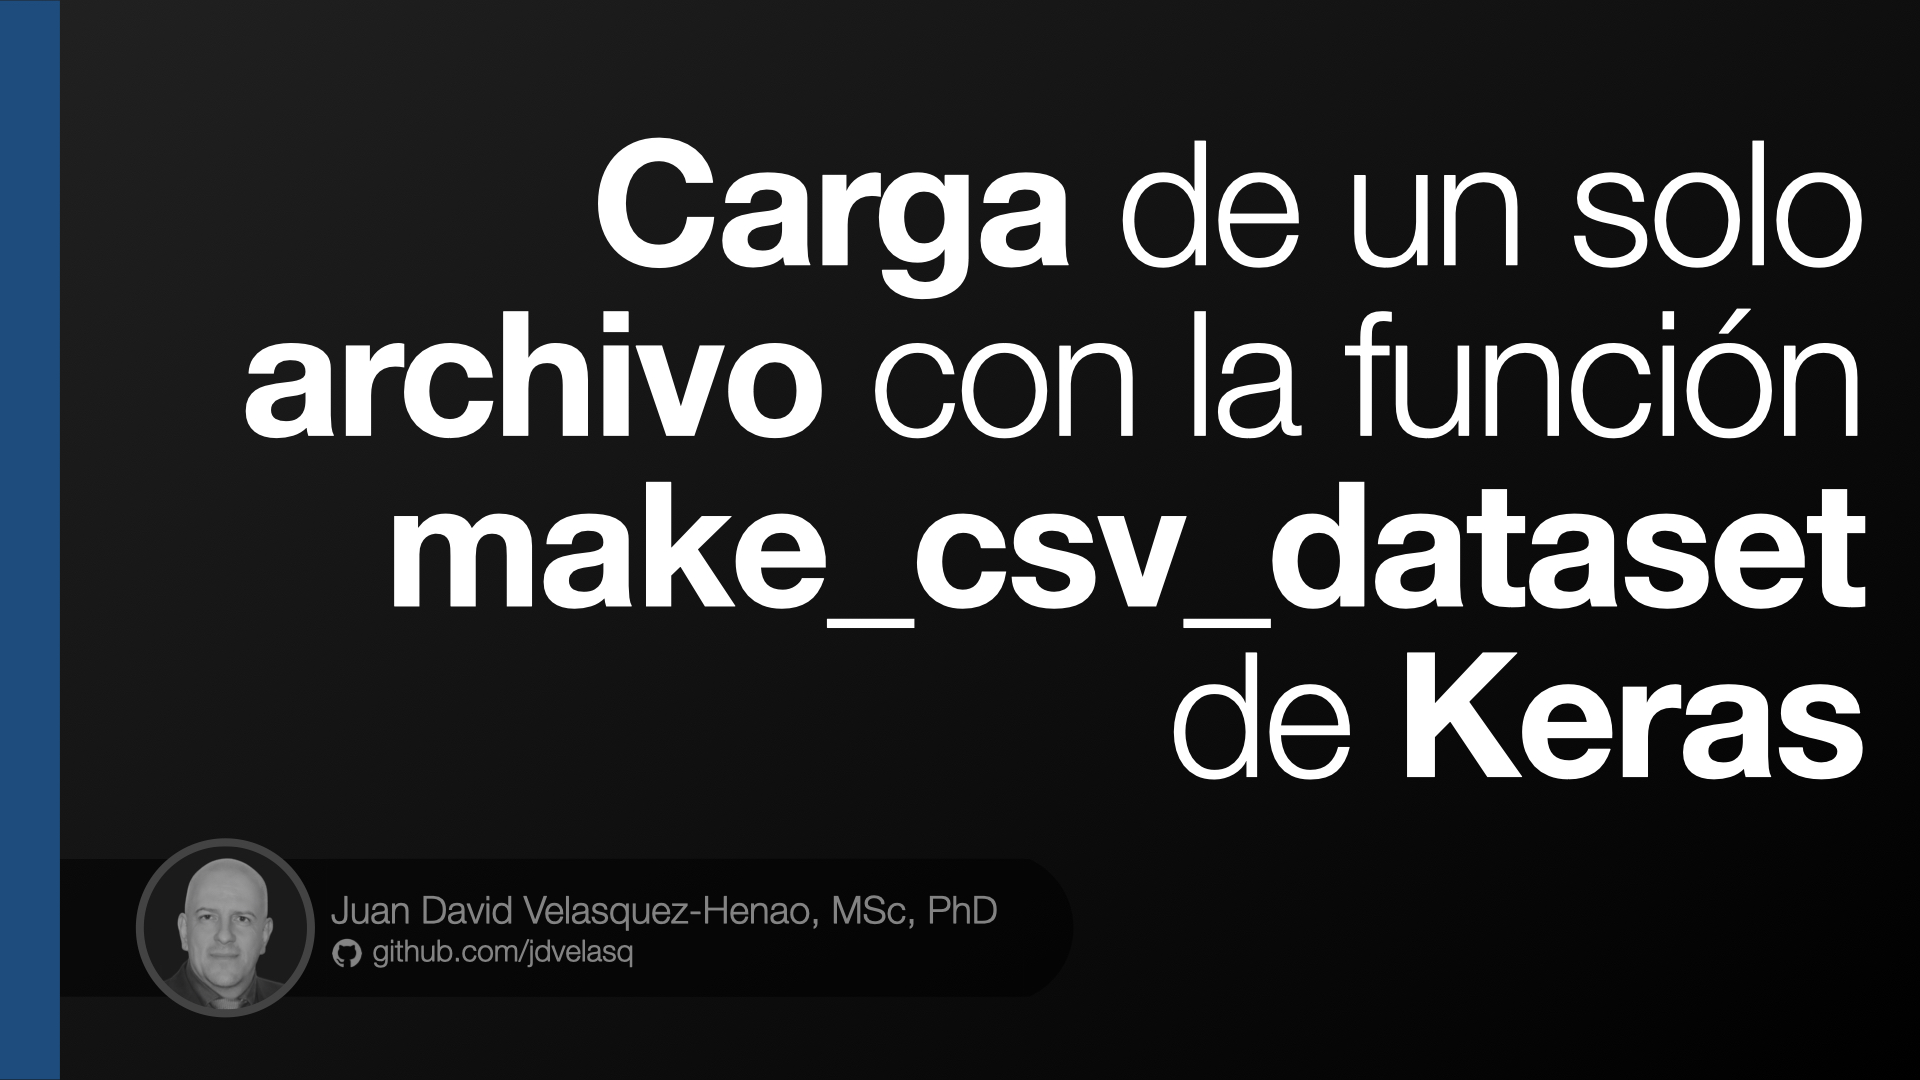 Carga de un solo
archivo con la función
make_csv_dataset
de Keras
Juan David Velasquez-Henao, MSc, PhD
github.com/jdvelasq